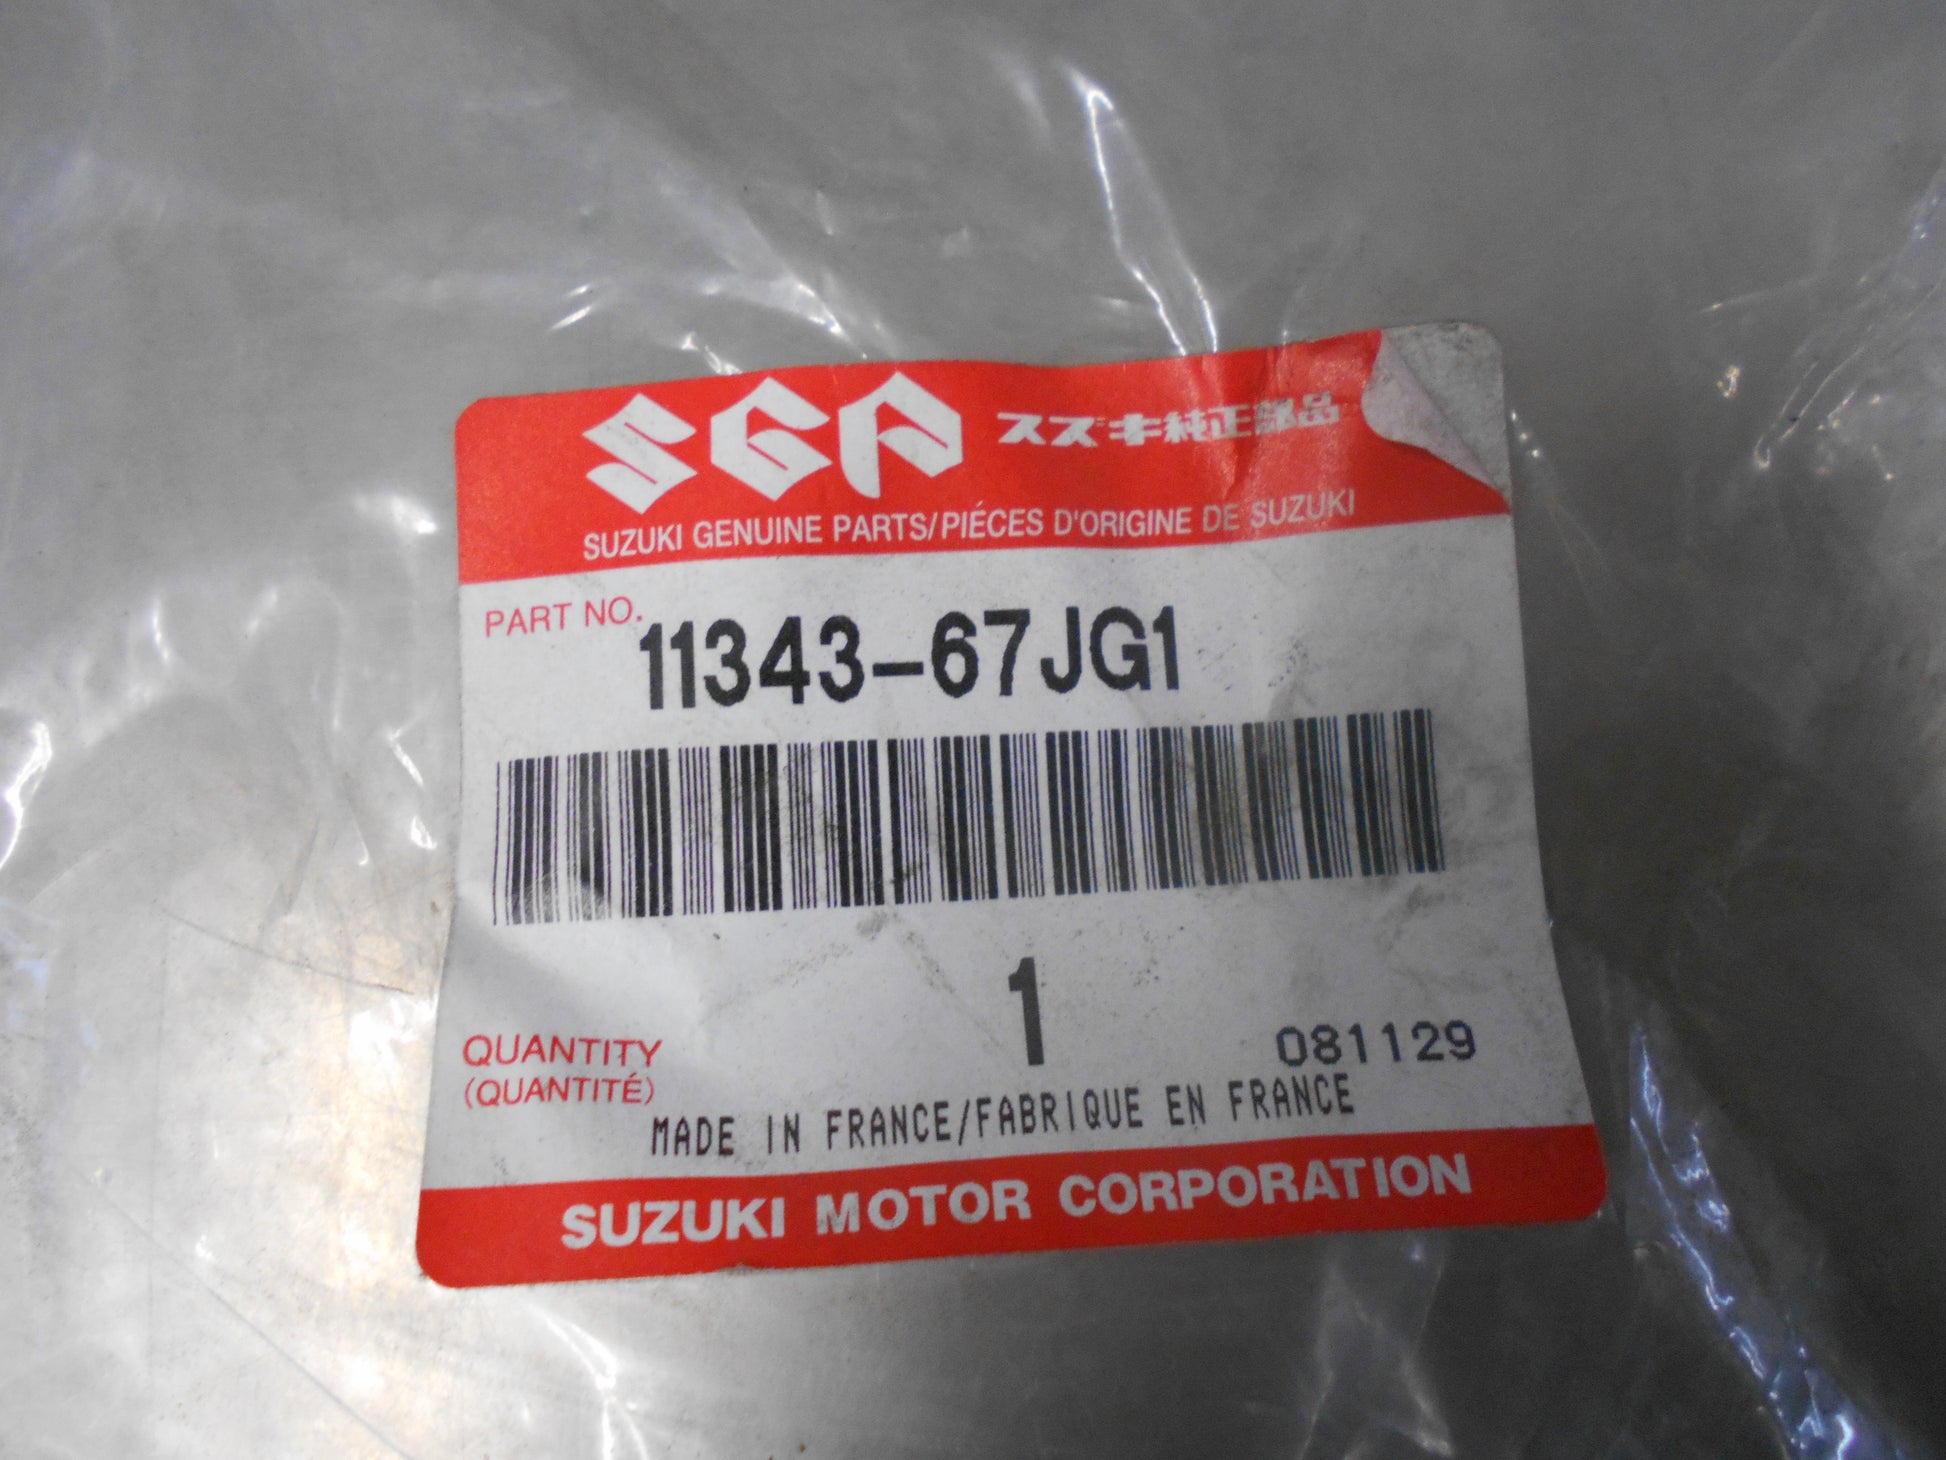 SGP スズキ純正部品
SUZUKI GENUINE PARTS/PIÉCES D'ORIGINE DE SUZUKI
PART NO. 11343-67JG1
1
QUANTITY 081129
(QUANTITÉ)
MADE IN FRANCE/FABRIQUE EN FRANCE
SUZUKI MOTOR CORPORATION